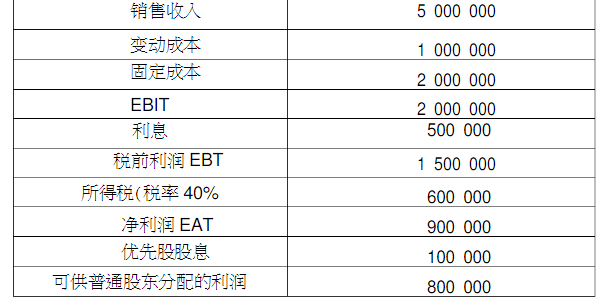 销售收入 5 000 000
变动成本 1 000 000
固定成本 2 000 000
EBIT 2 000 000
利息 500 000
税前利润 EBT 1 500 000
所得税(税率 40% 600 000
净利润 EAT 900 000
优先股股息 100 000
可供普通股东分配的利润 800 000